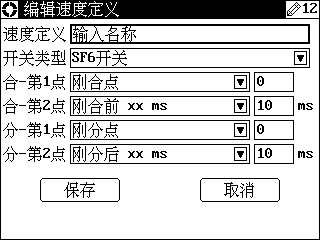 编辑速度定义 12
速度定义 输入名称
开关类型 SF6开关
合-第1点 刚合点 0
合-第2点 刚合前 xx ms 10 ms
分-第1点 刚分点 0
分-第2点 刚分后 xx ms 10 ms
保存 取消